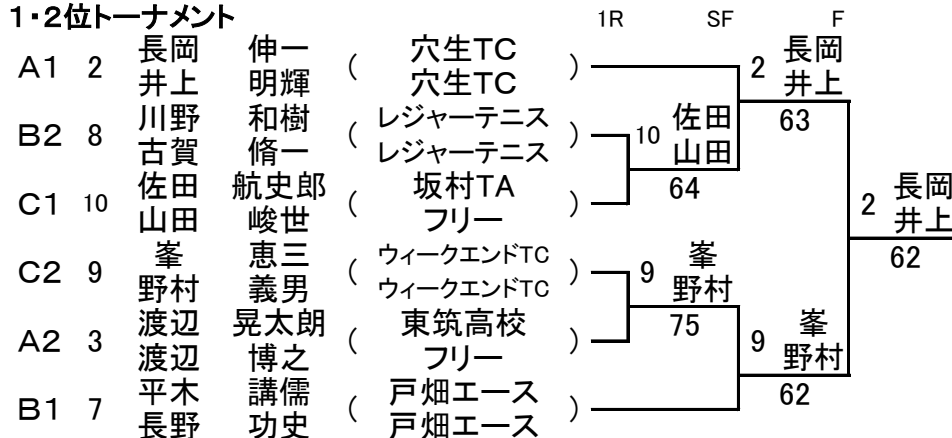 1・2位トーナメント 1R SF F
A1 2 長岡 伸一 ( 穴生TC ) 2 長岡
井上 明輝 穴生TC 井上
B2 8 川野 和樹 ( レジャーテニス ) 10 佐田 63
古賀 脩一 レジャーテニス 山田
C1 10 佐田 航史郎 ( 坂村TA ) 64 2 長岡
山田 峻世 フリー 井上
C2 9 峯 恵三 ( ウィークエンドTC ) 9 峯 62
野村 義男 ウィークエンドTC 野村
A2 3 渡辺 晃太朗 ( 東筑高校 ) 75 9 峯
渡辺 博之 フリー 野村
B1 7 平木 講儒 ( 戸畑エース ) 62
長野 功史 戸畑エース